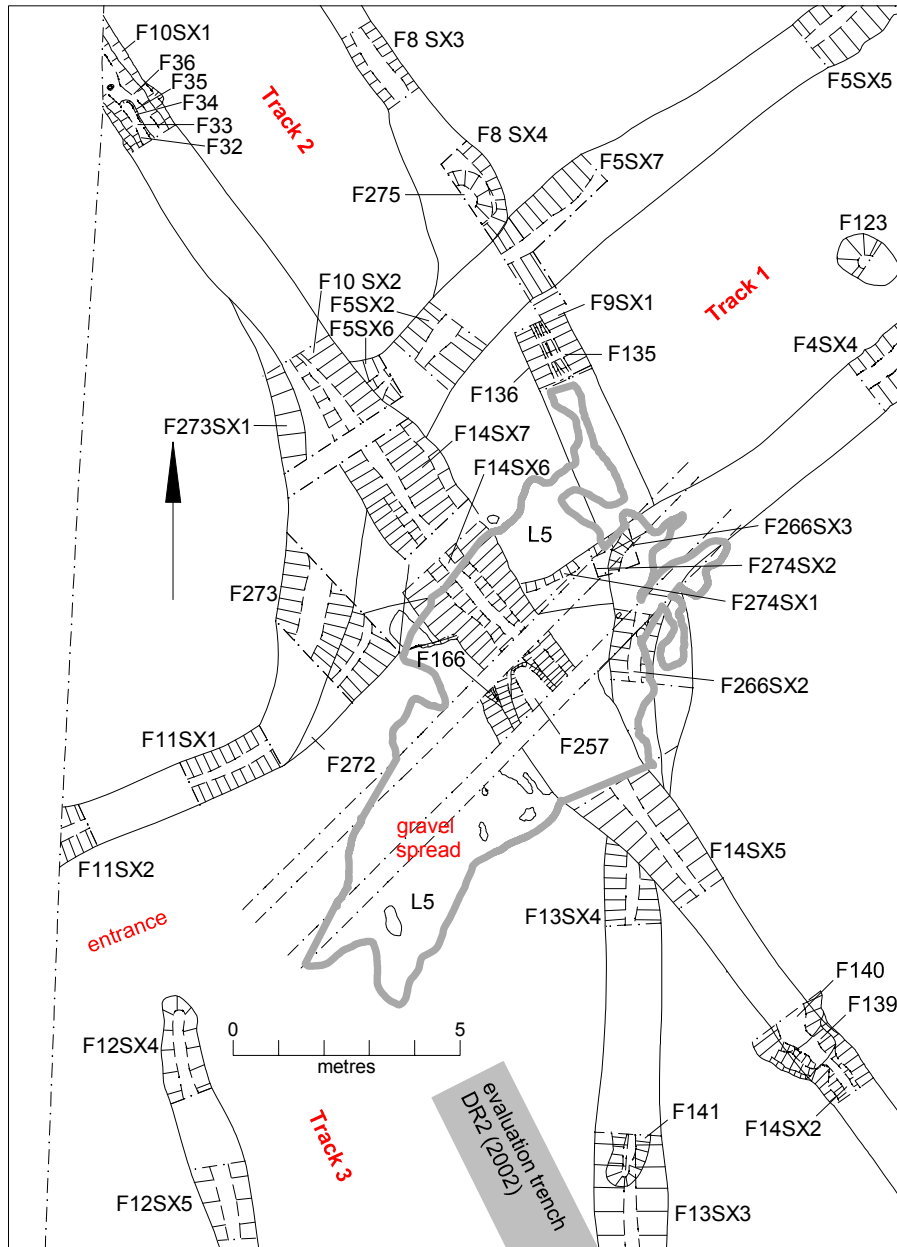 F10SX1
F8 SX3
F36
F35
F34
F33
F32
Track 2
F5SX5
F8 SX4
F5SX7
F275
F123
Track 1
F10 SX2
F5SX2
F5SX6
F9SX1
F135
F4SX4
F136
F273SX1
F14SX7
F14SX6
L5
F266SX3
F274SX2
F274SX1
F273
F166
F266SX2
F11SX1
F272
F257
gravel
spread
F14SX5
F11SX2
L5
F13SX4
entrance
F140
F139
F12SX4
0
5
metres
evaluation trench
DR2 (2002)
Track 3
F141
F14SX2
F12SX5
F13SX3